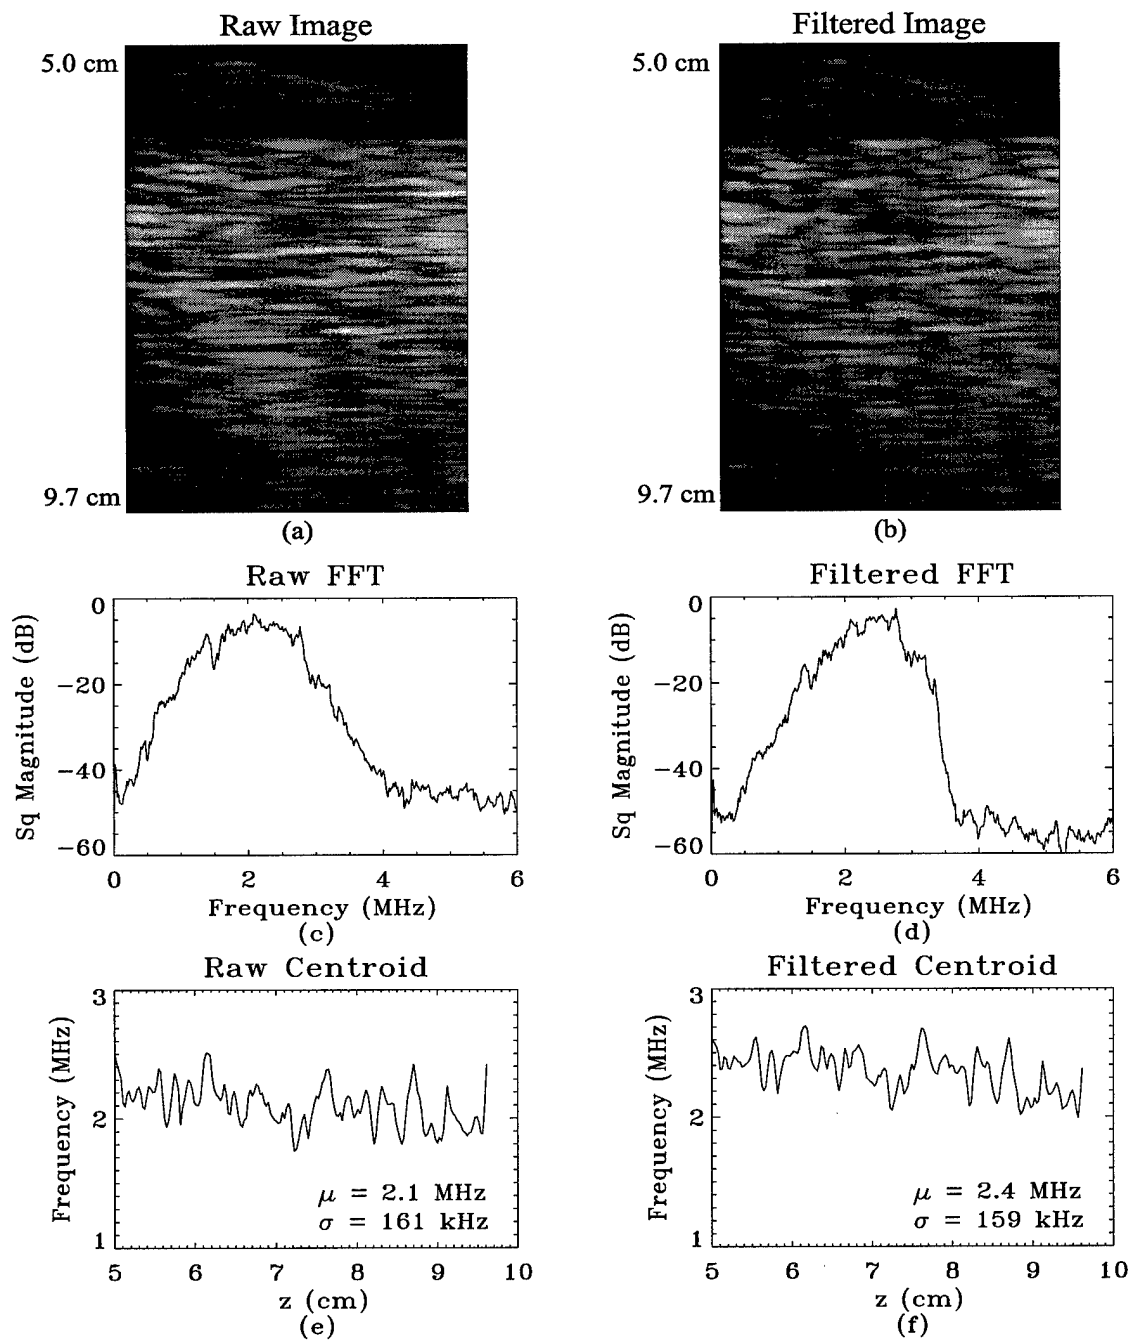 Raw Image
Filtered Image
5.0 cm
5.0 cm
9.7 cm
9.7 cm
(a)
(b)
Raw FFT
Filtered FFT
Sq Magnitude (dB)
0
−20
−40
−60
0 2 4 6
Frequency (MHz)
(c)
Sq Magnitude (dB)
0
−20
−40
−60
0 2 4 6
Frequency (MHz)
(d)
Raw Centroid
Filtered Centroid
Frequency (MHz)
3
2
1
μ = 2.1 MHz
σ = 161 kHz
5 6 7 8 9 10
z (cm)
(e)
Frequency (MHz)
3
2
1
μ = 2.4 MHz
σ = 159 kHz
5 6 7 8 9 10
z (cm)
(f)